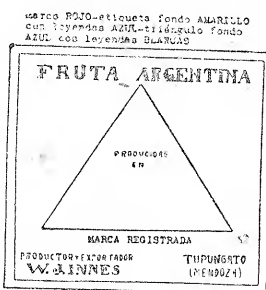 marco ROJO-etiqueta fondo AMARILLO
con leyendas AZUL-triángulo fondo
AZUL con leyendas BLANCAS
FRUTA ARGENTINA
PRODUCIDAS
EN
MARCA REGISTRADA
PRODUCTOR Y EXPORTADOR
W.J.INNES
TUPUNGATO
(MENDOZA)